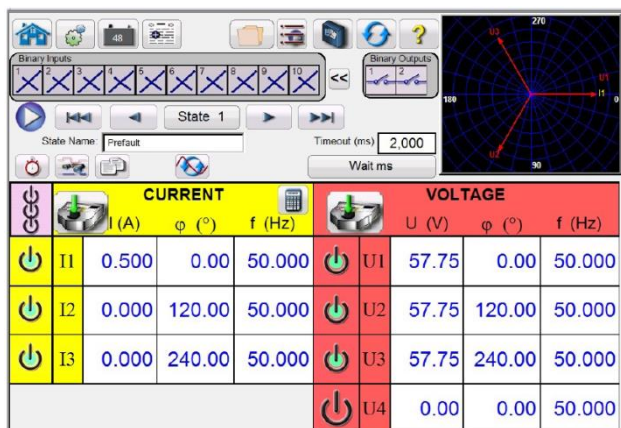 48
?
Binary Inputs
1 2 3 4 5 6 7 8 9 10
<<
Binary Outputs
1 2
State 1
State Name: Prefault
Timeout (ms) 2,000
Wait ms
270
U3
U1
I1
180
0
U2
90
CURRENT
I (A) φ (°) f (Hz)
VOLTAGE
U (V) φ (°) f (Hz)
I1 0.500 0.00 50.000 U1 57.75 0.00 50.000
I2 0.000 120.00 50.000 U2 57.75 120.00 50.000
I3 0.000 240.00 50.000 U3 57.75 240.00 50.000
U4 0.00 0.00 50.000